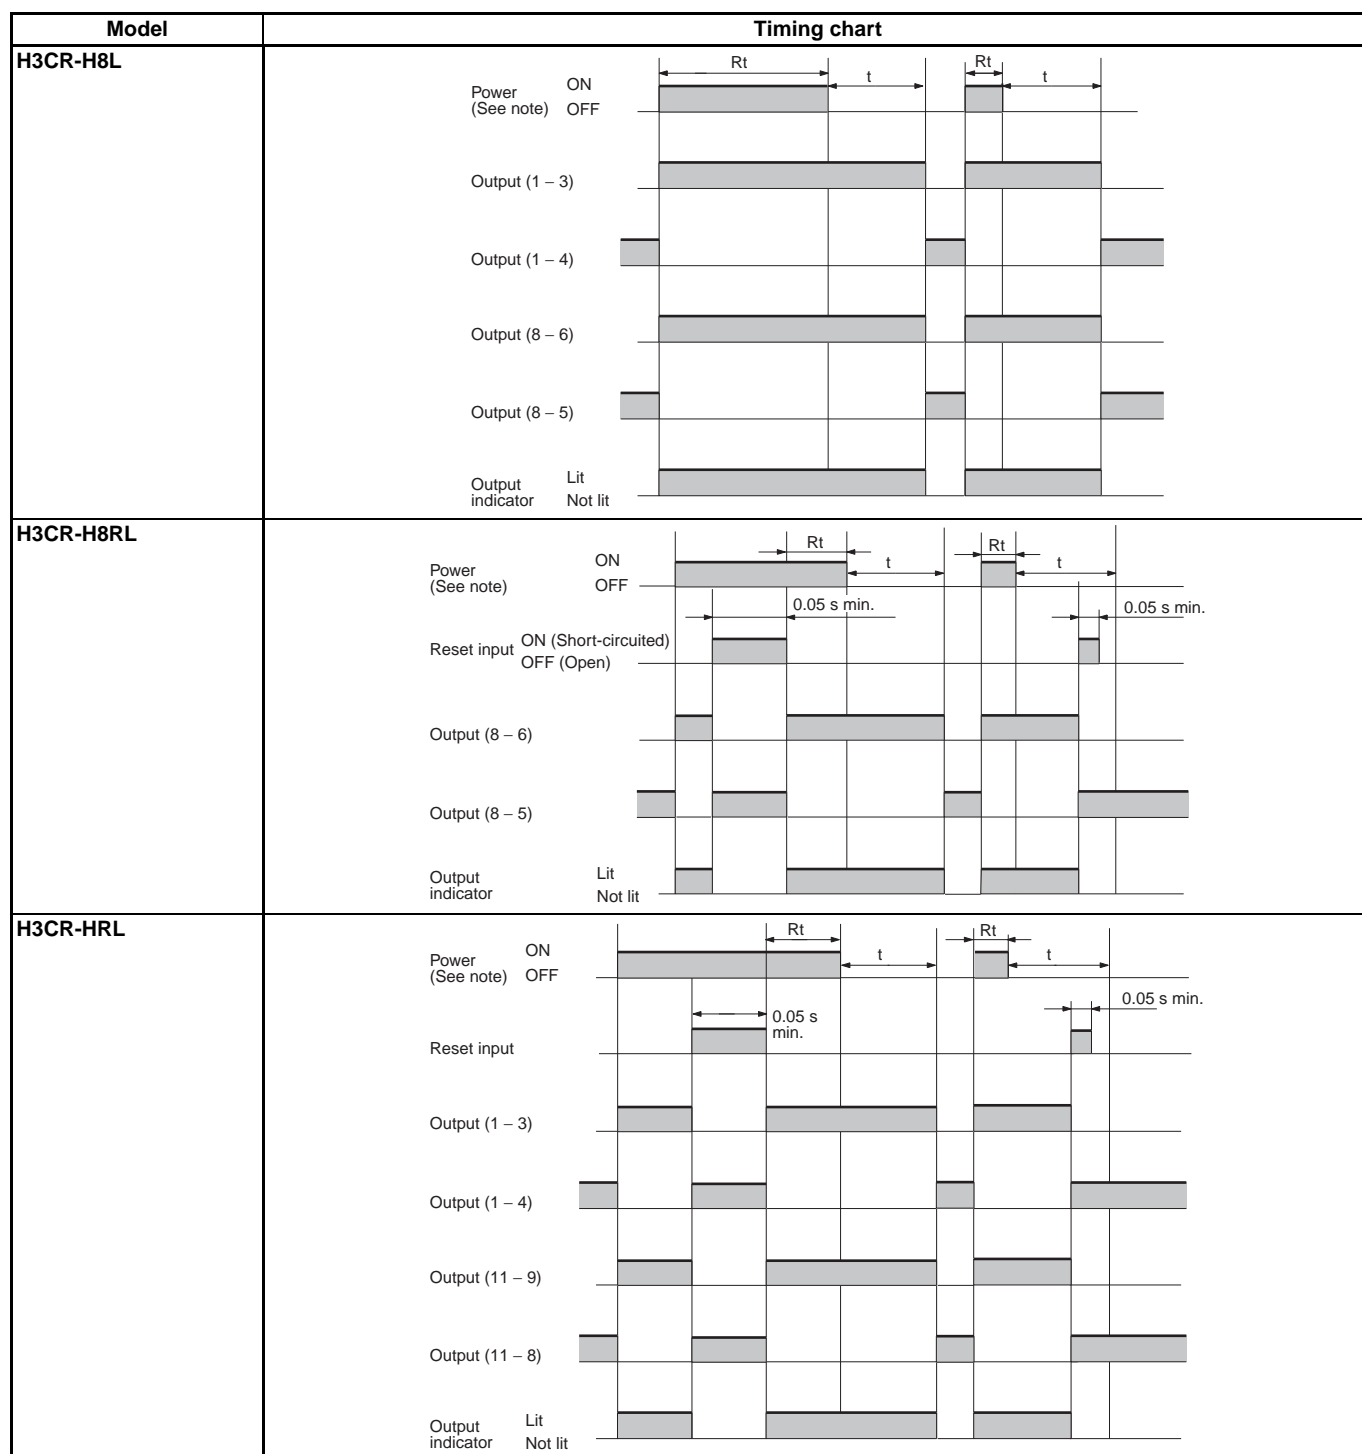 Model Timing chart
H3CR-H8L
Rt t Rt t
Power ON
(See note) OFF
Output (1 – 3)
Output (1 – 4)
Output (8 – 6)
Output (8 – 5)
Output Lit
indicator Not lit
H3CR-H8RL
Rt t Rt t
Power ON
(See note) OFF
0.05 s min. 0.05 s min.
Reset input ON (Short-circuited)
OFF (Open)
Output (8 – 6)
Output (8 – 5)
Output Lit
indicator Not lit
H3CR-HRL
Rt t Rt t
Power ON
(See note) OFF
0.05 s min.
0.05 s
min.
Reset input
Output (1 – 3)
Output (1 – 4)
Output (11 – 9)
Output (11 – 8)
Output Lit
indicator Not lit